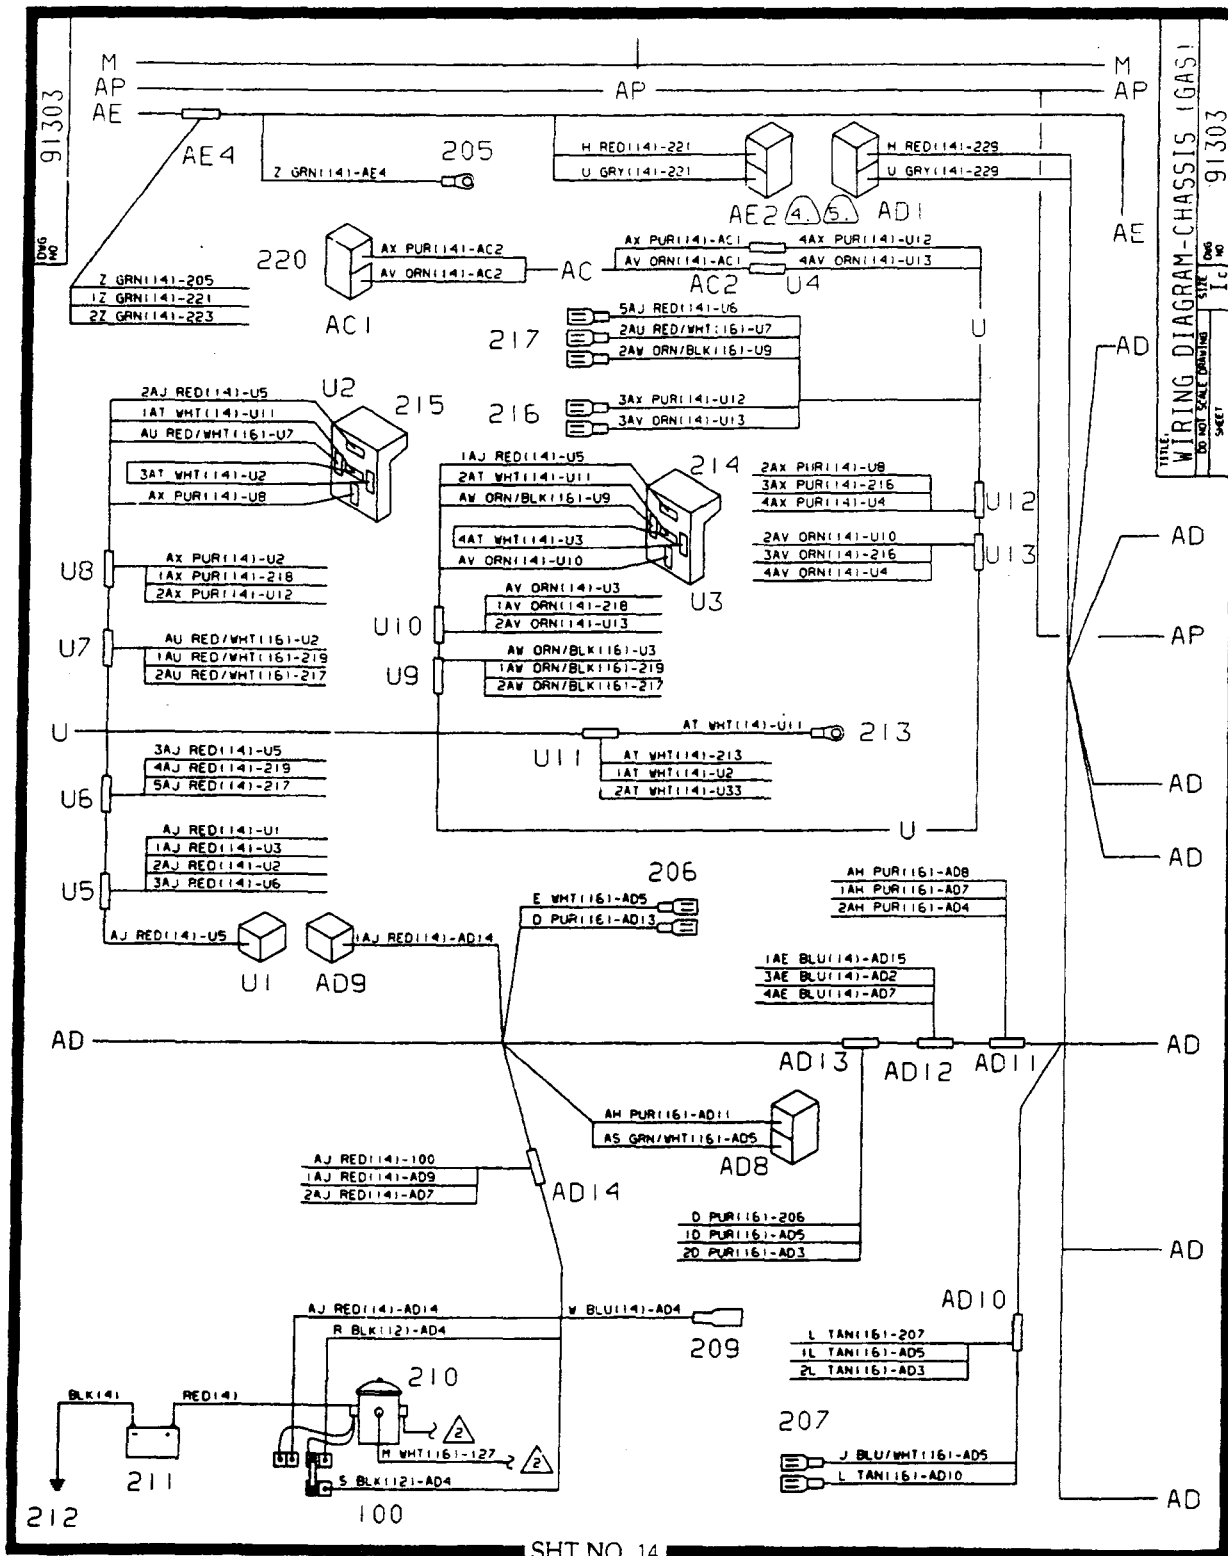 91303
DWG NO
M
M
AP
AP
AP
AE
AE4
205
Z GRN(14)-AE4
H RED(14)-221
U GRY(14)-221
H RED(14)-229
U GRY(14)-229
AE2
4.
5.
AD1
AE
220
AX PUR(14)-AC2
AV ORN(14)-AC2
AC1
AC
AX PUR(14)-AC1
AV ORN(14)-AC1
AC2
4AX PUR(14)-U12
4AV ORN(14)-U13
U4
Z GRN(14)-205
1Z GRN(14)-221
2Z GRN(14)-223
217
5AJ RED(14)-U6
2AU RED/WHT(16)-U7
2AW ORN/BLK(16)-U9
U
AD
216
3AX PUR(14)-U12
3AV ORN(14)-U13
2AJ RED(14)-U5
1AT WHT(14)-U11
AU RED/WHT(16)-U7
3AT WHT(14)-U2
AX PUR(14)-U8
U2
215
1AJ RED(14)-U5
2AT WHT(14)-U11
AW ORN/BLK(16)-U9
4AT WHT(14)-U3
AV ORN(14)-U10
214
U3
2AX PUR(14)-U8
3AX PUR(14)-216
4AX PUR(14)-U4
U12
2AV ORN(14)-U10
3AV ORN(14)-216
4AV ORN(14)-U4
U13
AD
U8
AX PUR(14)-U2
1AX PUR(14)-218
2AX PUR(14)-U12
U10
AV ORN(14)-U3
1AV ORN(14)-218
2AV ORN(14)-U13
AP
U7
AU RED/WHT(16)-U2
1AU RED/WHT(16)-219
2AU RED/WHT(16)-217
U9
AW ORN/BLK(16)-U3
1AW ORN/BLK(16)-219
2AW ORN/BLK(16)-217
U
U11
AT WHT(14)-U11
213
AT WHT(14)-213
1AT WHT(14)-U2
2AT WHT(14)-U33
U6
3AJ RED(14)-U5
4AJ RED(14)-219
5AJ RED(14)-217
AD
U
AD
U5
AJ RED(14)-U1
1AJ RED(14)-U3
2AJ RED(14)-U2
3AJ RED(14)-U6
AJ RED(14)-U5
U1
AD9
1AJ RED(14)-AD14
206
E WHT(16)-AD5
D PUR(16)-AD13
AH PUR(16)-AD8
1AH PUR(16)-AD7
2AH PUR(16)-AD4
1AE BLU(14)-AD15
3AE BLU(14)-AD2
4AE BLU(14)-AD7
AD
AD13
AD12
AD11
AD
AH PUR(16)-AD11
AS GRN/WHT(16)-AD5
AD8
AJ RED(14)-100
1AJ RED(14)-AD9
2AJ RED(14)-AD7
AD14
D PUR(16)-206
1D PUR(16)-AD5
2D PUR(16)-AD3
AD
AD10
L TAN(16)-207
1L TAN(16)-AD5
2L TAN(16)-AD3
AJ RED(14)-AD14
R BLK(12)-AD4
W BLU(14)-AD4
209
210
BLK(4)
RED(4)
2
M WHT(16)-127
2
S BLK(12)-AD4
211
212
100
207
J BLU/WHT(16)-AD5
L TAN(16)-AD10
AD
TITLE:
WIRING DIAGRAM-CHASSIS (GAS)
DO NOT SCALE DRAWING
SIZE
DWG NO
91303
SHEET
SHT NO. 14